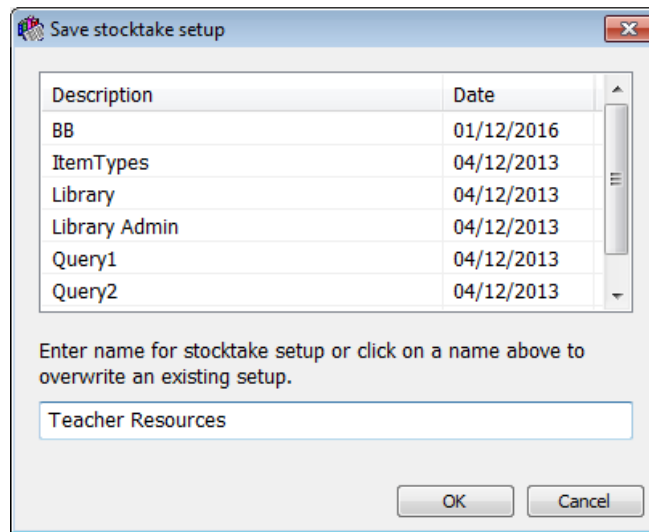 Save stocktake setup
Description Date
BB 01/12/2016
ItemTypes 04/12/2013
Library 04/12/2013
Library Admin 04/12/2013
Query1 04/12/2013
Query2 04/12/2013
Enter name for stocktake setup or click on a name above to
overwrite an existing setup.
Teacher Resources
OK Cancel